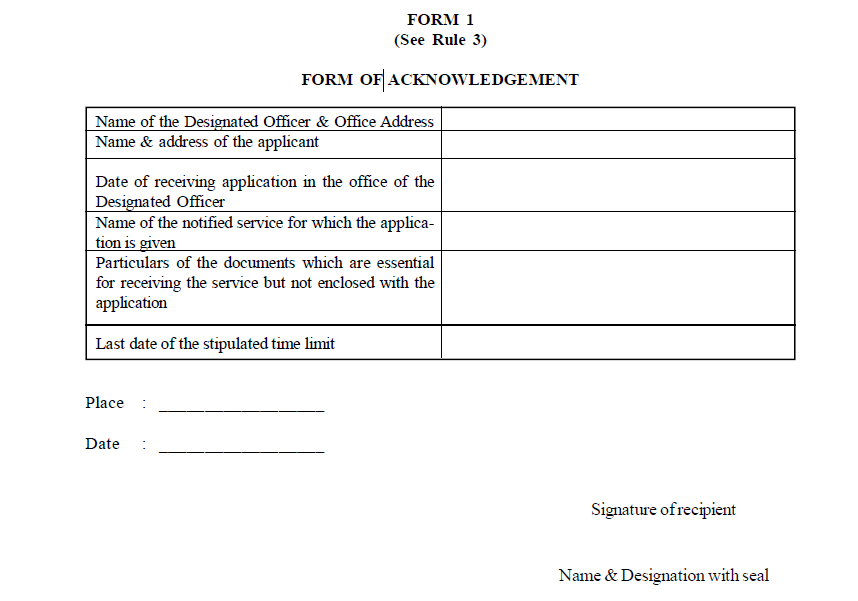 FORM 1
(See Rule 3)
FORM OF ACKNOWLEDGEMENT
Name of the Designated Officer & Office Address
Name & address of the applicant
Date of receiving application in the office of the
Designated Officer
Name of the notified service for which the applica-
tion is given
Particulars of the documents which are essential
for receiving the service but not enclosed with the
application
Last date of the stipulated time limit
Place : ____________________
Date : ____________________
Signature of recipient
Name & Designation with seal